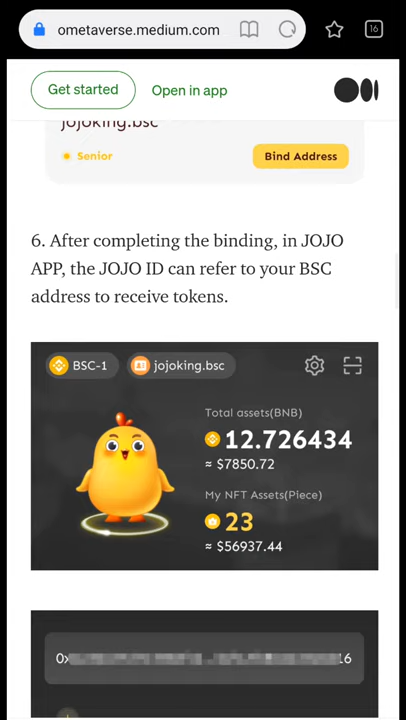 ometaverse.medium.com
16
Get started
Open in app
jojoking.bsc
Senior
Bind Address
6. After completing the binding, in JOJO
APP, the JOJO ID can refer to your BSC
address to receive tokens.
BSC-1
jojoking.bsc
Total assets(BNB)
12.726434
≈ $7850.72
My NFT Assets(Piece)
23
≈ $56937.44
0x
16